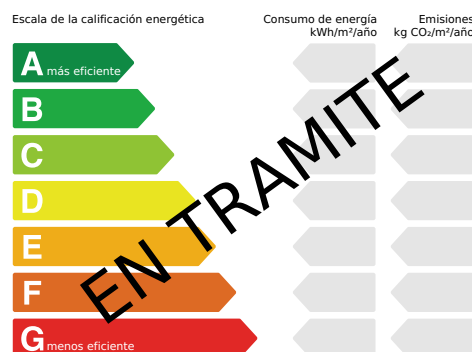 Escala de la calificación energética
Consumo de energía
kWh/m²/año
Emisiones
kg CO₂/m²/año
A más eficiente
B
C
D
E
F
G menos eficiente
EN TRAMITE